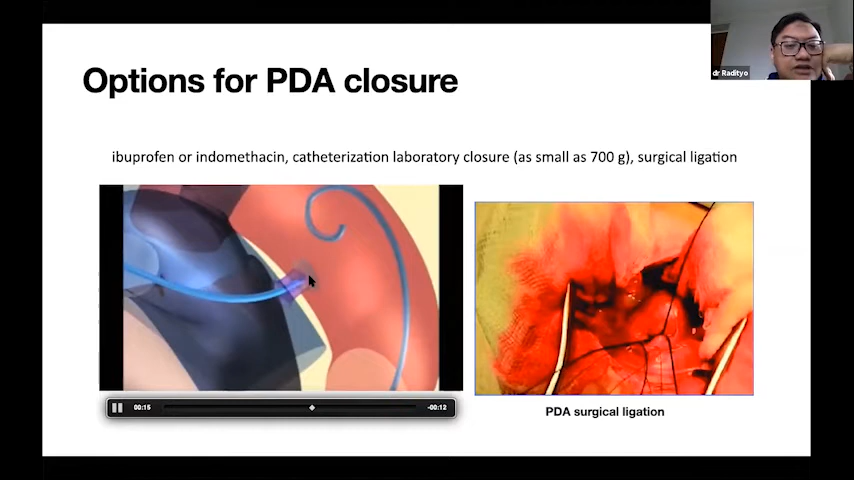 dr Radityo
Options for PDA closure
ibuprofen or indomethacin, catheterization laboratory closure (as small as 700 g), surgical ligation
00:15
-00:12
PDA surgical ligation